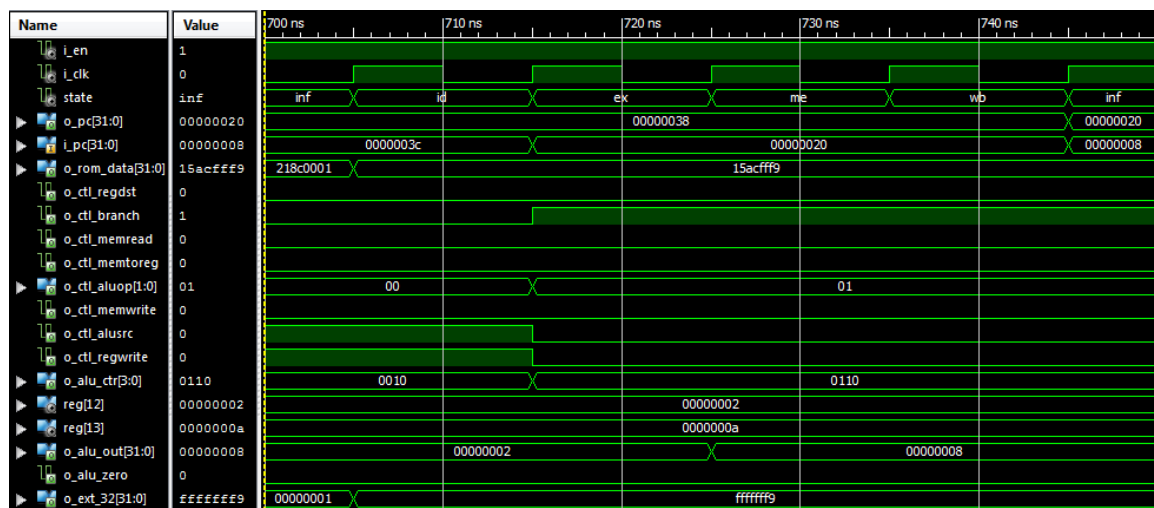 Name Value 700 ns 710 ns 720 ns 730 ns 740 ns
i_en 1
i_clk 0
state inf inf id ex me wb inf
o_pc[31:0] 00000020 00000038 00000020
i_pc[31:0] 00000008 0000003c 00000020 00000008
o_rom_data[31:0] 15acfff9 218c0001 15acfff9
o_ctl_regdst 0
o_ctl_branch 1
o_ctl_memread 0
o_ctl_memtoreg 0
o_ctl_aluop[1:0] 01 00 01
o_ctl_memwrite 0
o_ctl_alusrc 0
o_ctl_regwrite 0
o_alu_ctr[3:0] 0110 0010 0110
reg[12] 00000002 00000002
reg[13] 0000000a 0000000a
o_alu_out[31:0] 00000008 00000002 00000008
o_alu_zero 0
o_ext_32[31:0] fffffff9 00000001 fffffff9